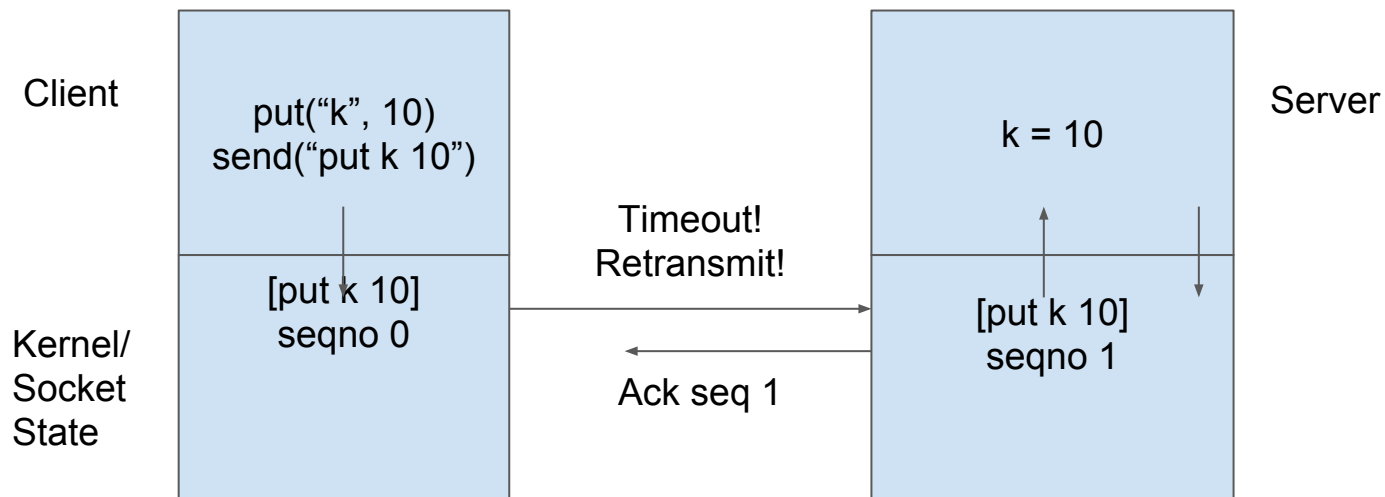 Client
put(“k”, 10)
send(“put k 10”)
Kernel/
Socket
State
[put k 10]
seqno 0
Timeout!
Retransmit!
Ack seq 1
Server
k = 10
[put k 10]
seqno 1